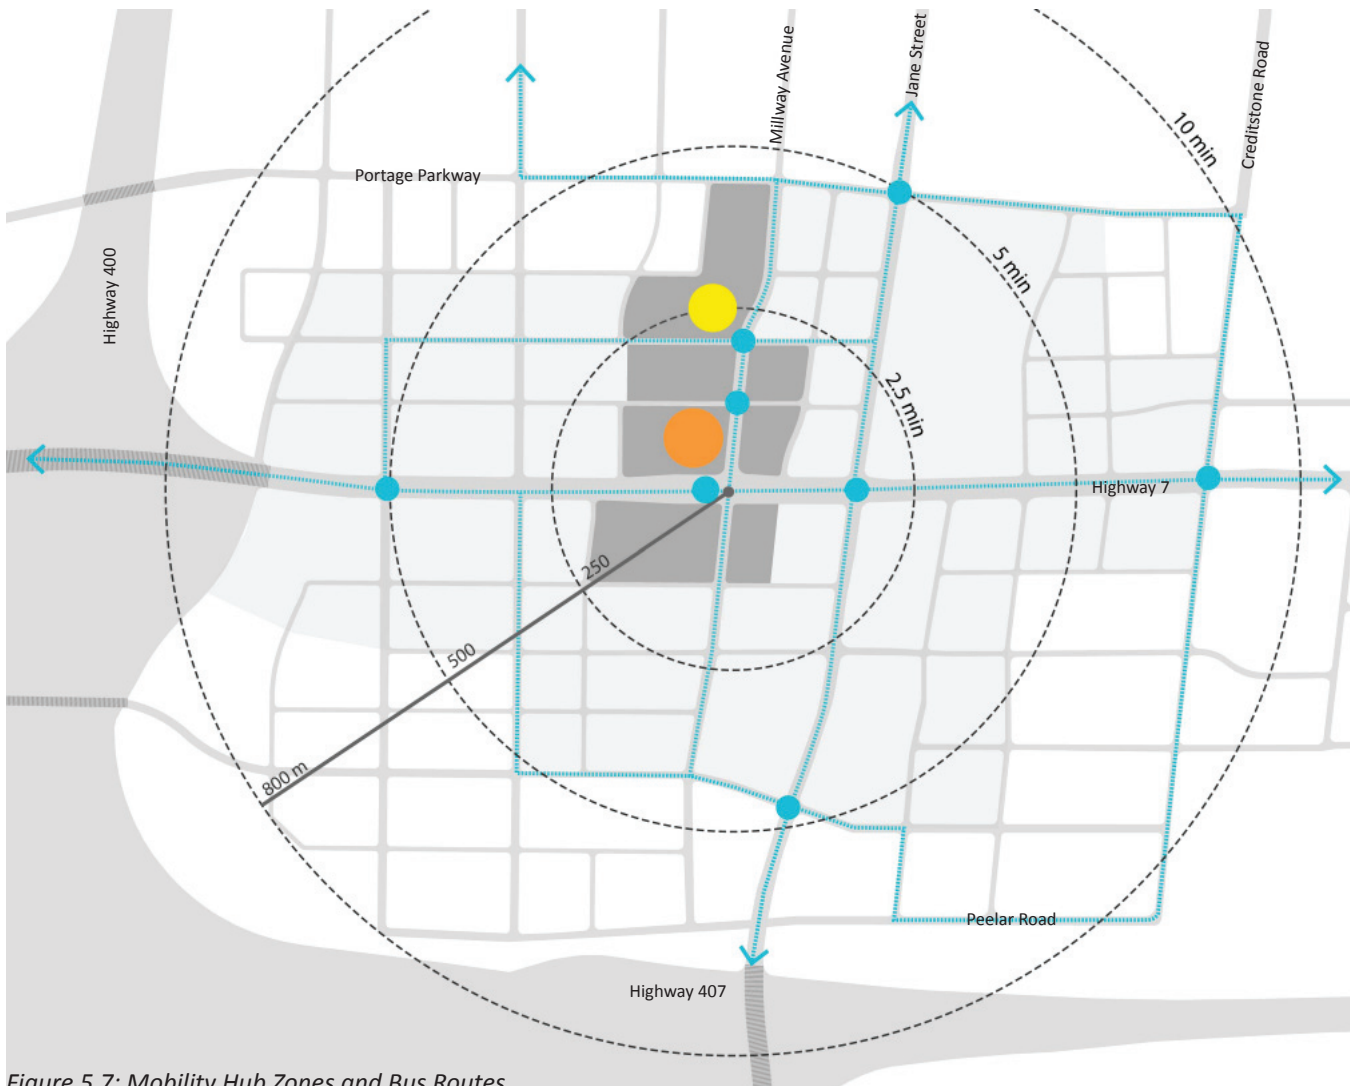 Millway Avenue
Jane Street
Creditstone Road
10 min
Portage Parkway
Highway 400
5 min
2.5 min
Highway 7
250
500
800 m
Peelar Road
Highway 407
Figure 5.7: Mobility Hub Zones and Bus Routes